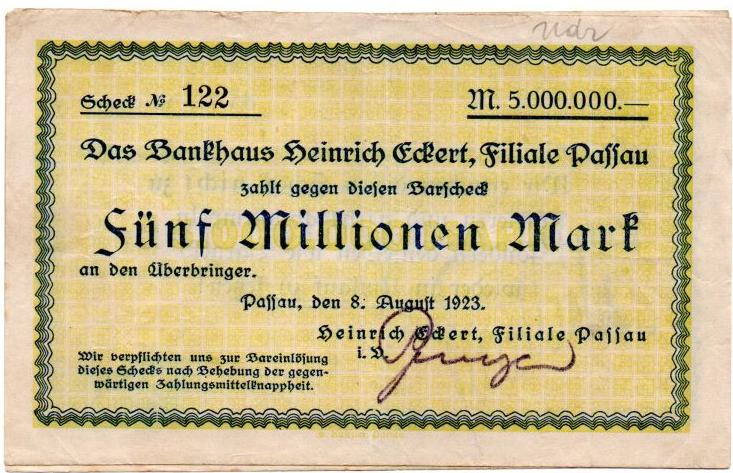 Udr
Scheck № 122
M. 5.000.000.—
Das Bankhaus Heinrich Eckert, Filiale Passau
zahlt gegen diesen Barscheck
Fünf Millionen Mark
an den Überbringer.
Passau, den 8. August 1923.
Heinrich Eckert, Filiale Passau
i. V.
Wir verpflichten uns zur Bareinlösung
dieses Schecks nach Behebung der gegen-
wärtigen Zahlungsmittelknappheit.